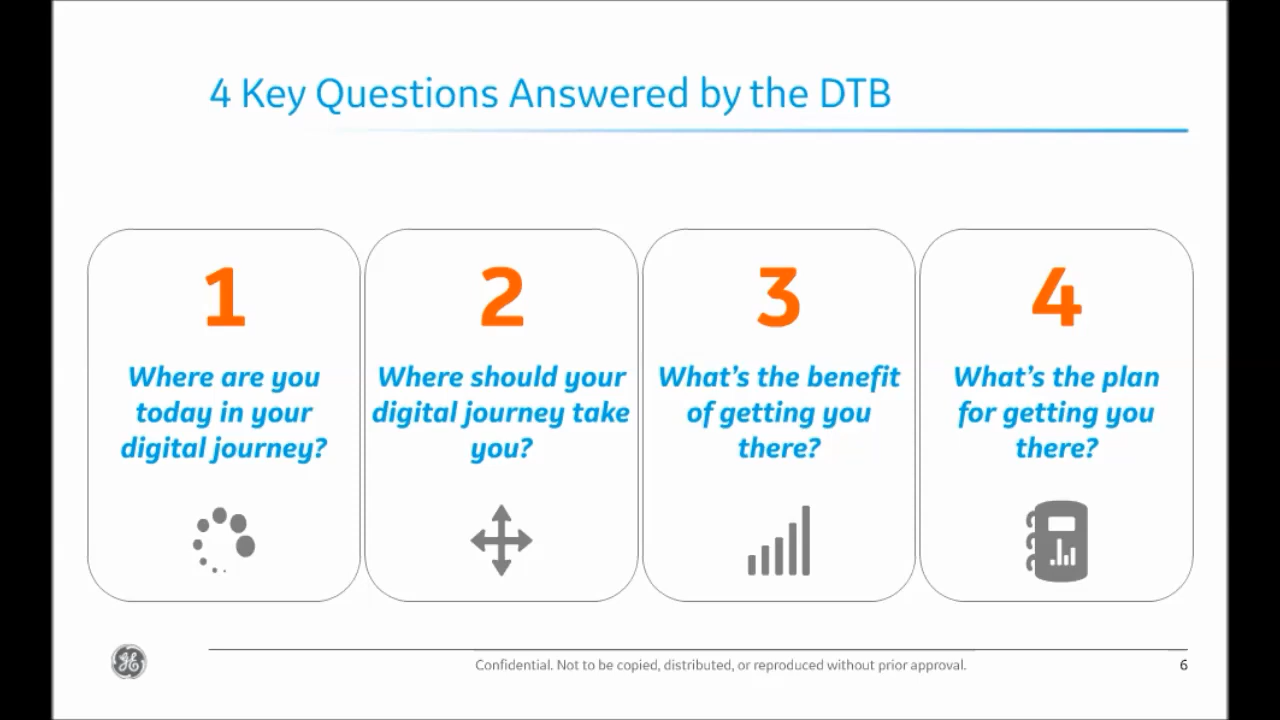 4 Key Questions Answered by the DTB
1
Where are you
today in your
digital journey?
2
Where should your
digital journey take
you?
3
What's the benefit
of getting you
there?
4
What's the plan
for getting you
there?
GE
Confidential. Not to be copied, distributed, or reproduced without prior approval.
6